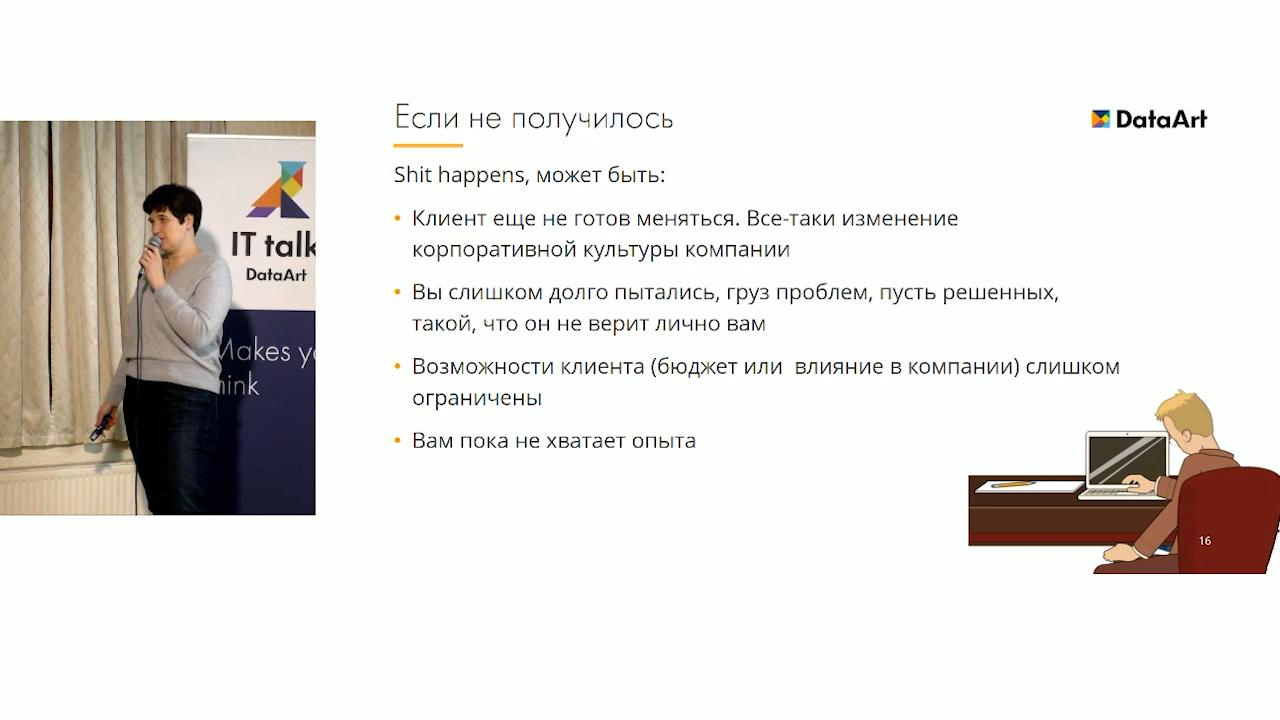 Если не получилось
DataArt
Shit happens, может быть:
• Клиент еще не готов меняться. Все-таки изменение
корпоративной культуры компании
• Вы слишком долго пытались, груз проблем, пусть решенных,
такой, что он не верит лично вам
• Возможности клиента (бюджет или  влияние в компании) слишком
ограничены
• Вам пока не хватает опыта
16
IT talk
DataArt
Makes yo
hink